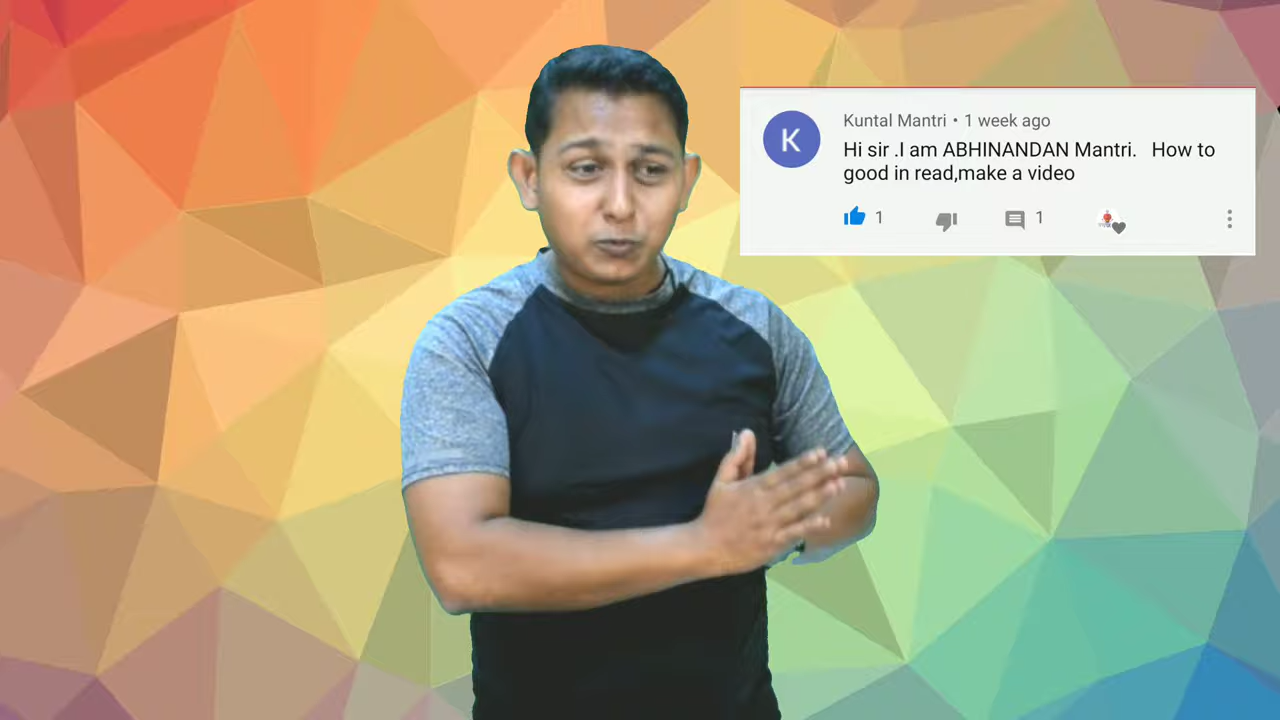 K
Kuntal Mantri • 1 week ago
Hi sir .I am ABHINANDAN Mantri. How to
good in read,make a video
1
1